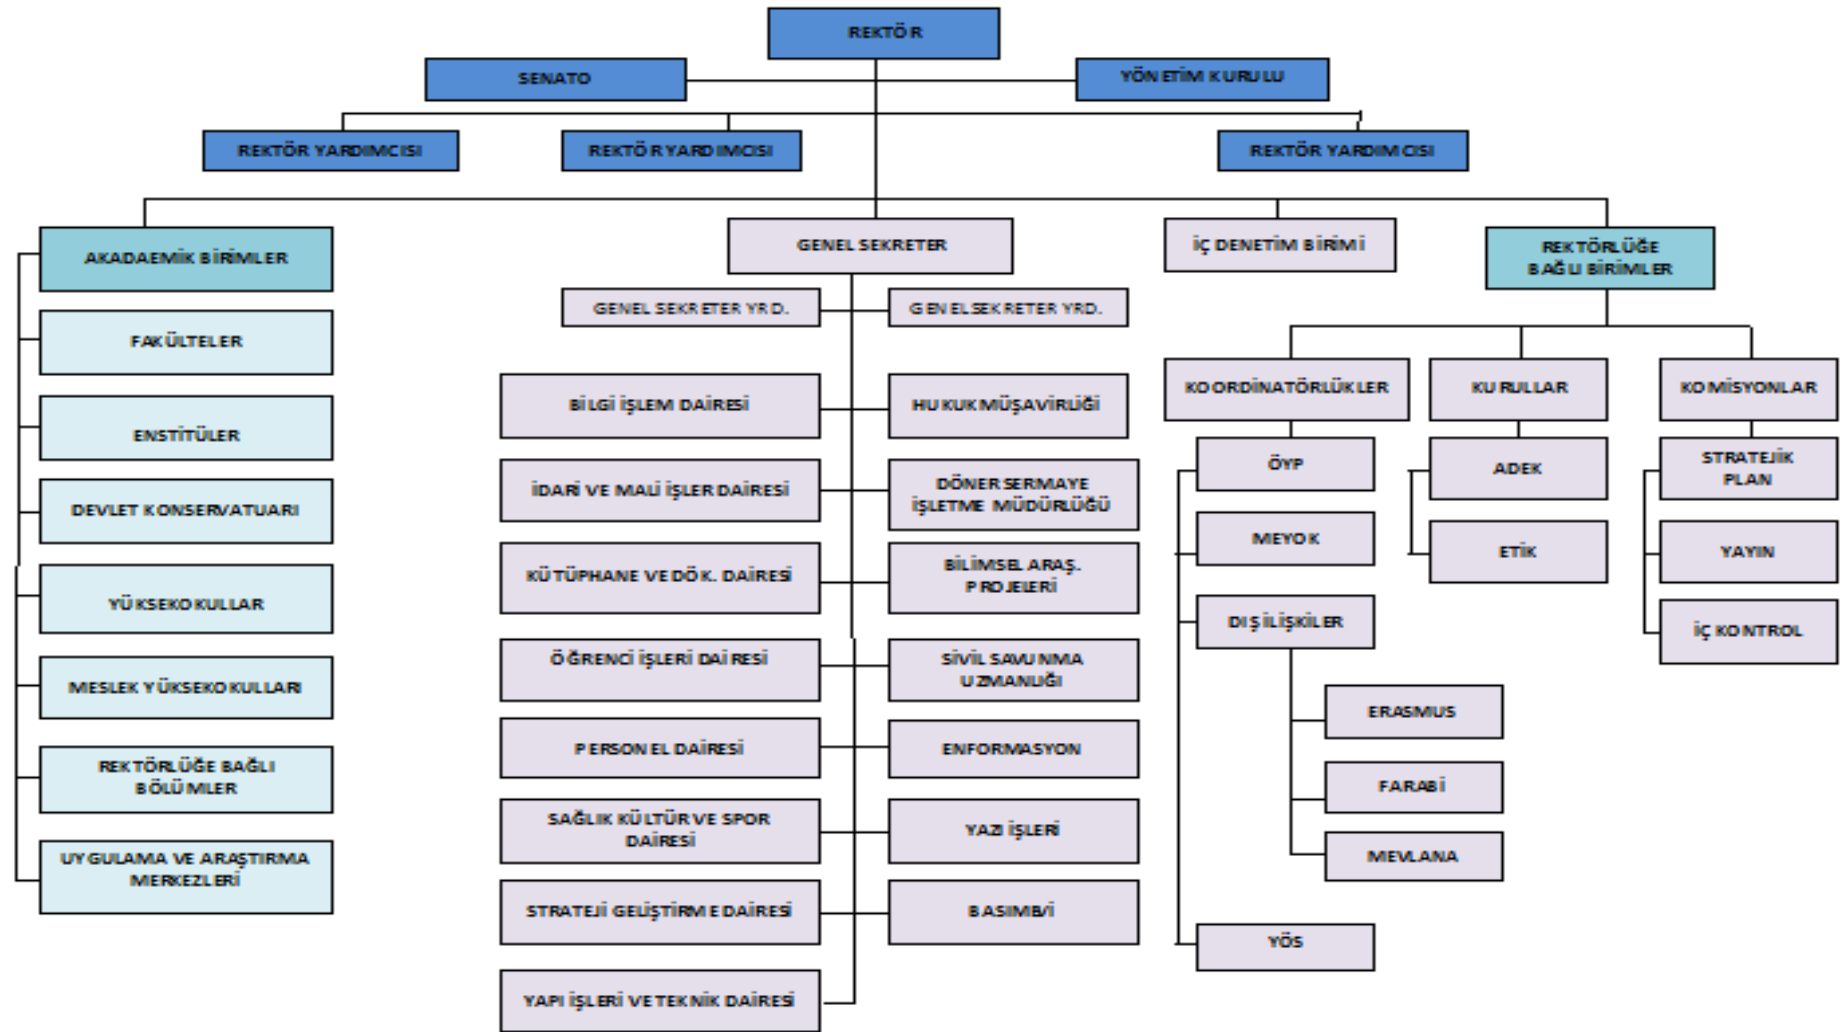 REKTÖR
SENATO
YÖNETİM KURULU
REKTÖR YARDIMCISI
REKTÖR YARDIMCISI
REKTÖR YARDIMCISI
AKADAEMİK BİRİMLER
FAKÜLTELER
ENSTİTÜLER
DEVLET KONSERVATUARI
YÜKSEKOKULLAR
MESLEK YÜKSEKOKULLARI
REKTÖRLÜĞE BAĞLI
BÖLÜMLER
UYGULAMA VE ARAŞTIRMA
MERKEZLERİ
GENEL SEKRETER
GENEL SEKRETER YRD.
GENEL SEKRETER YRD.
BİLGİ İŞLEM DAİRESİ
HUKUK MÜŞAVİRLİĞİ
İDARİ VE MALİ İŞLER DAİRESİ
DÖNER SERMAYE
İŞLETME MÜDÜRLÜĞÜ
KÜTÜPHANE VE DÖK. DAİRESİ
BİLİMSEL ARAŞ.
PROJELERİ
ÖĞRENCİ İŞLERİ DAİRESİ
SİVİL SAVUNMA
UZMANLIĞI
PERSONEL DAİRESİ
ENFORMASYON
SAĞLIK KÜLTÜR VE SPOR
DAİRESİ
YAZI İŞLERİ
STRATEJİ GELİŞTİRME DAİRESİ
BASIMEVİ
YAPI İŞLERİ VE TEKNİK DAİRESİ
İÇ DENETİM BİRİMİ
REKTÖRLÜĞE
BAĞLI BİRİMLER
KOORDİNATÖRLÜKLER
ÖYP
MEYOK
DIŞ İLİŞKİLER
ERASMUS
FARABİ
MEVLANA
YÖS
KURULLAR
ADEK
ETİK
KOMİSYONLAR
STRATEJİK
PLAN
YAYIN
İÇ KONTROL